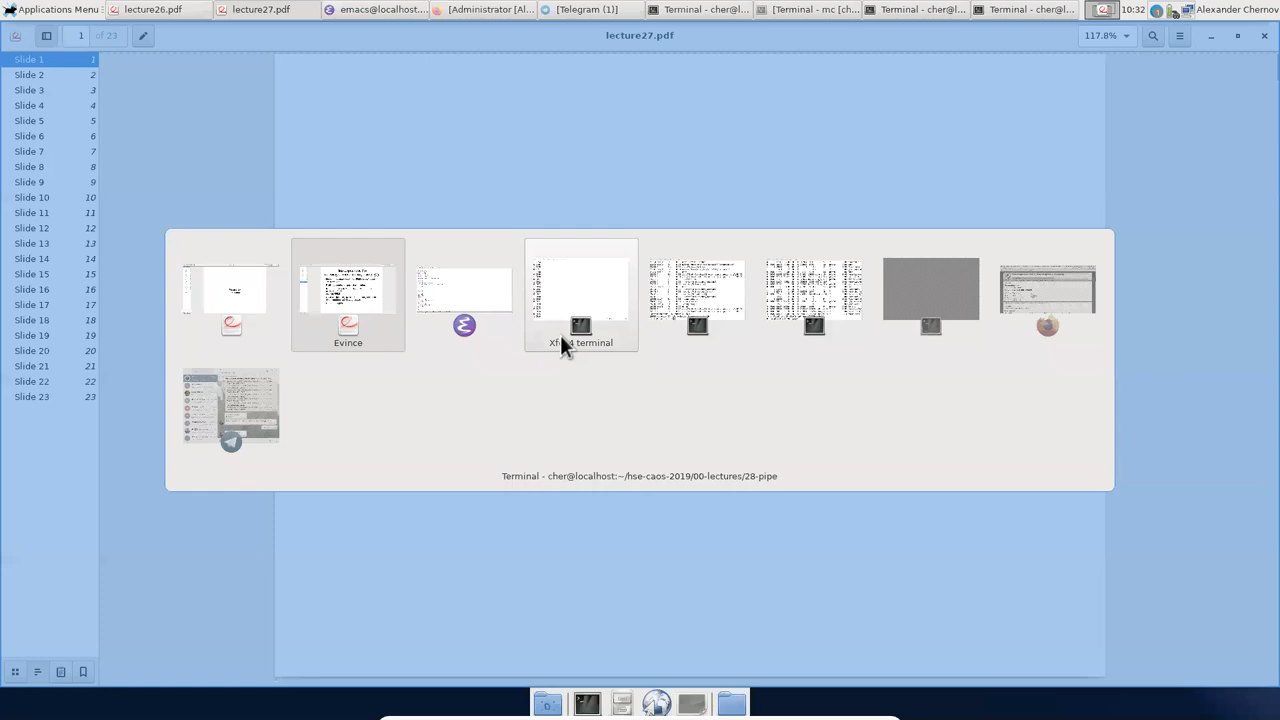 Applications Menu
lecture26.pdf
lecture27.pdf
emacs@localhost...
[Administrator [Al...
[Telegram (1)]
Terminal - cher@l...
[Terminal - mc [ch...
Terminal - cher@l...
Terminal - cher@l...
10:32
Alexander Chernov
1
of 23
lecture27.pdf
117.8%
Slide 1 1
Slide 2 2
Slide 3 3
Slide 4 4
Slide 5 5
Slide 6 6
Slide 7 7
Slide 8 8
Slide 9 9
Slide 10 10
Slide 11 11
Slide 12 12
Slide 13 13
Slide 14 14
Slide 15 15
Slide 16 16
Slide 17 17
Slide 18 18
Slide 19 19
Slide 20 20
Slide 21 21
Slide 22 22
Slide 23 23
Evince
terminal
Terminal - cher@localhost:~/hse-caos-2019/00-lectures/28-pipe